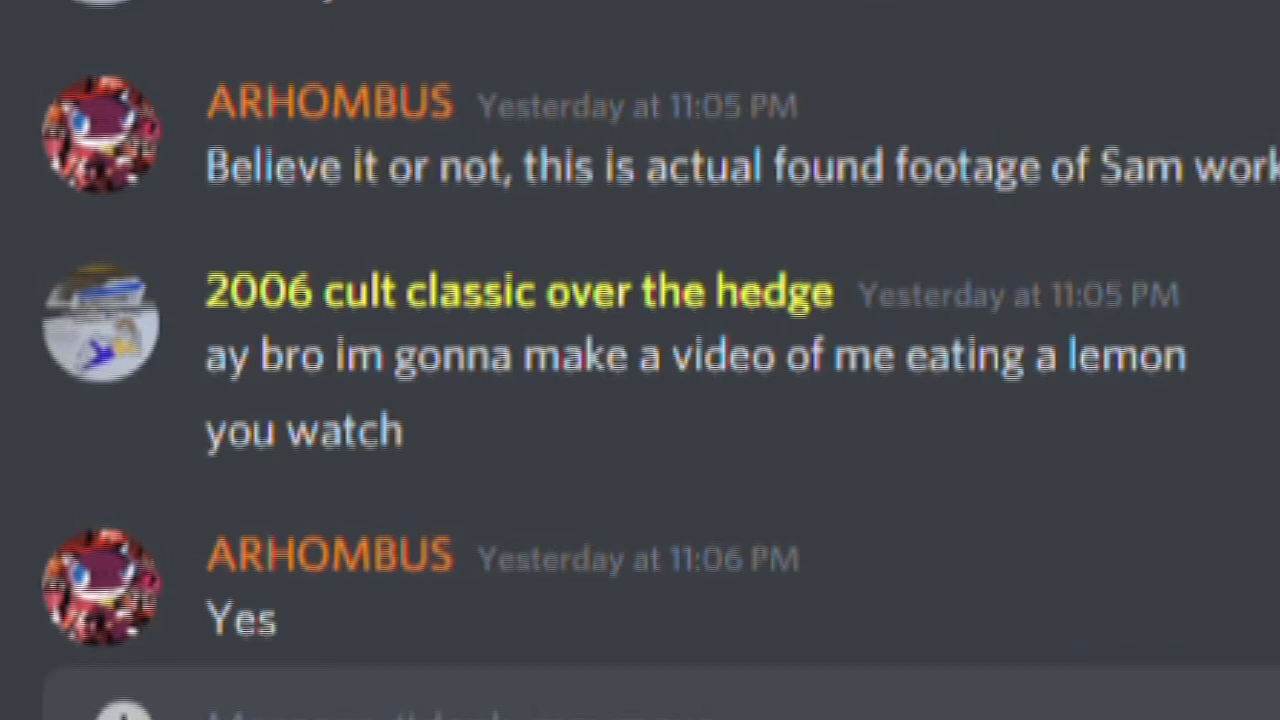 ARHOMBUS Yesterday at 11:05 PM
Believe it or not, this is actual found footage of Sam work
2006 cult classic over the hedge Yesterday at 11:05 PM
ay bro im gonna make a video of me eating a lemon
you watch
ARHOMBUS Yesterday at 11:06 PM
Yes